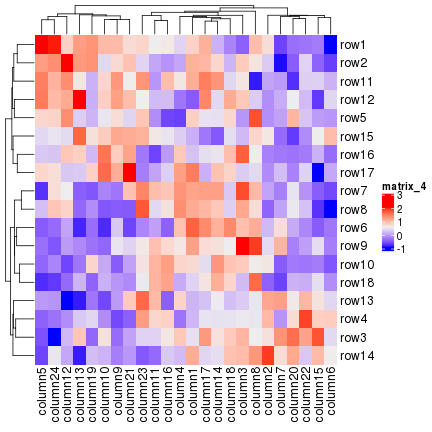 row1
row2
row11
row12
row5
row15
row16
row17
row7
row8
row6
row9
row10
row18
row13
row4
row3
row14
matrix_4
3
2
1
0
-1
column5
column24
column12
column13
column19
column10
column9
column21
column23
column11
column16
column4
column1
column17
column14
column18
column3
column8
column2
column7
column20
column22
column15
column6